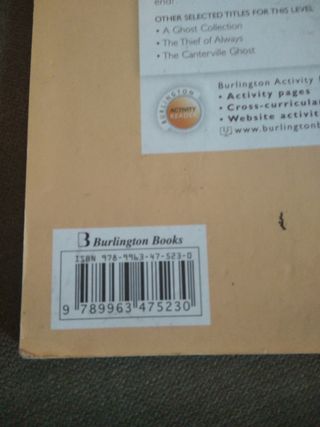 end?
OTHER SELECTED TITLES FOR THIS LEVEL
• A Ghost Collection
• The Thief of Always
• The Canterville Ghost
BURLINGTON
ACTIVITY
READER
Burlington Activity
• Activity pages
• Cross-curricular
• Website activiti
www.burlingtonb
B Burlington Books
ISBN 978-9963-47-523-0
9 789963 475230